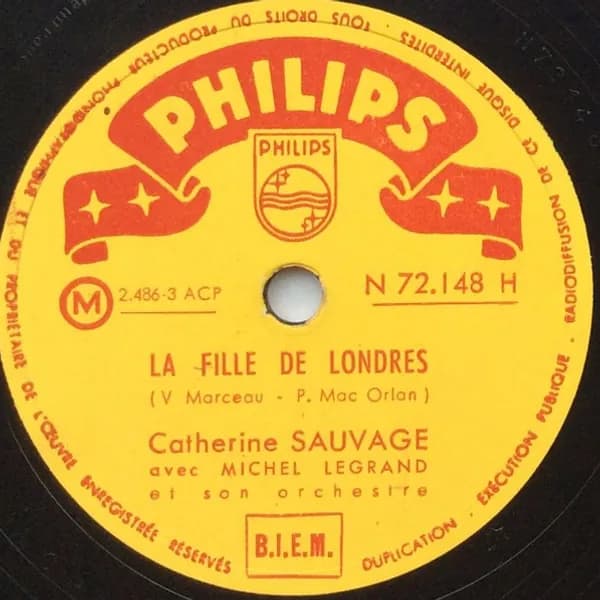 TOUS DROITS DU PRODUCTEUR PHONOGRAPHIQUE ET DU PROPRIÉTAIRE DE L'ŒUVRE ENREGISTRÉE RÉSERVÉS
DUPLICATION · EXÉCUTION PUBLIQUE · RADIODIFFUSION DE CE DISQUE INTERDITES
PHILIPS
PHILIPS
M 2.486-3 ACP
N 72.148 H
LA FILLE DE LONDRES
(V Marceau - P. Mac Orlan)
Catherine SAUVAGE
avec MICHEL LEGRAND
et son orchestre
B.I.E.M.